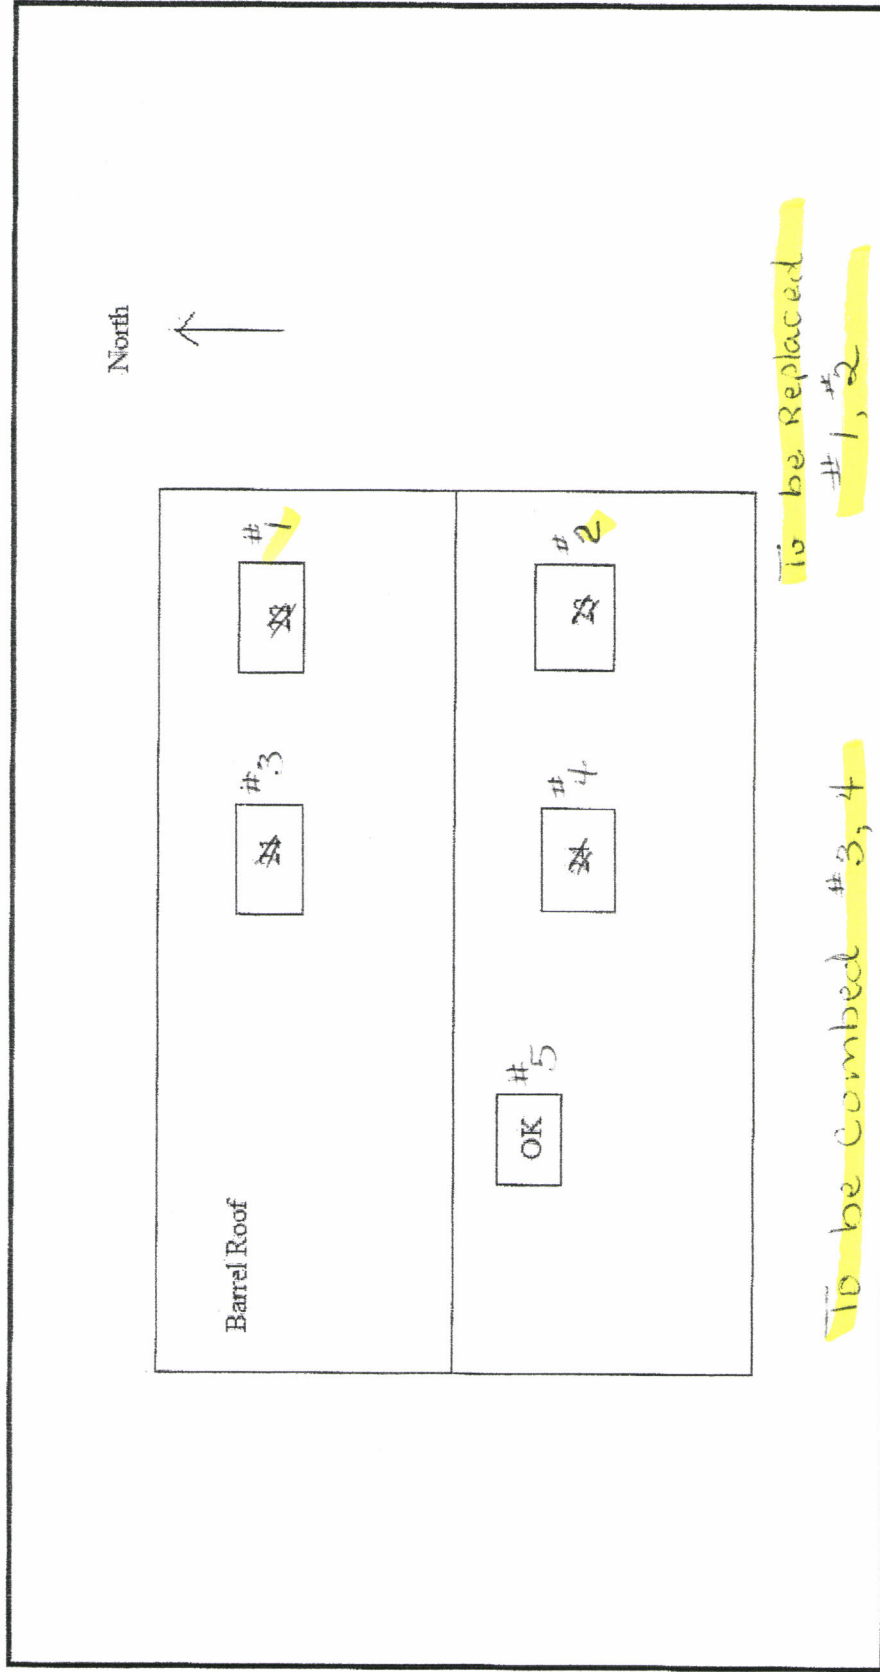 North
Barrel Roof
#3
#1
OK
#5
#4
#2
To be Replaced
#1, #2
To be Combed #3, 4